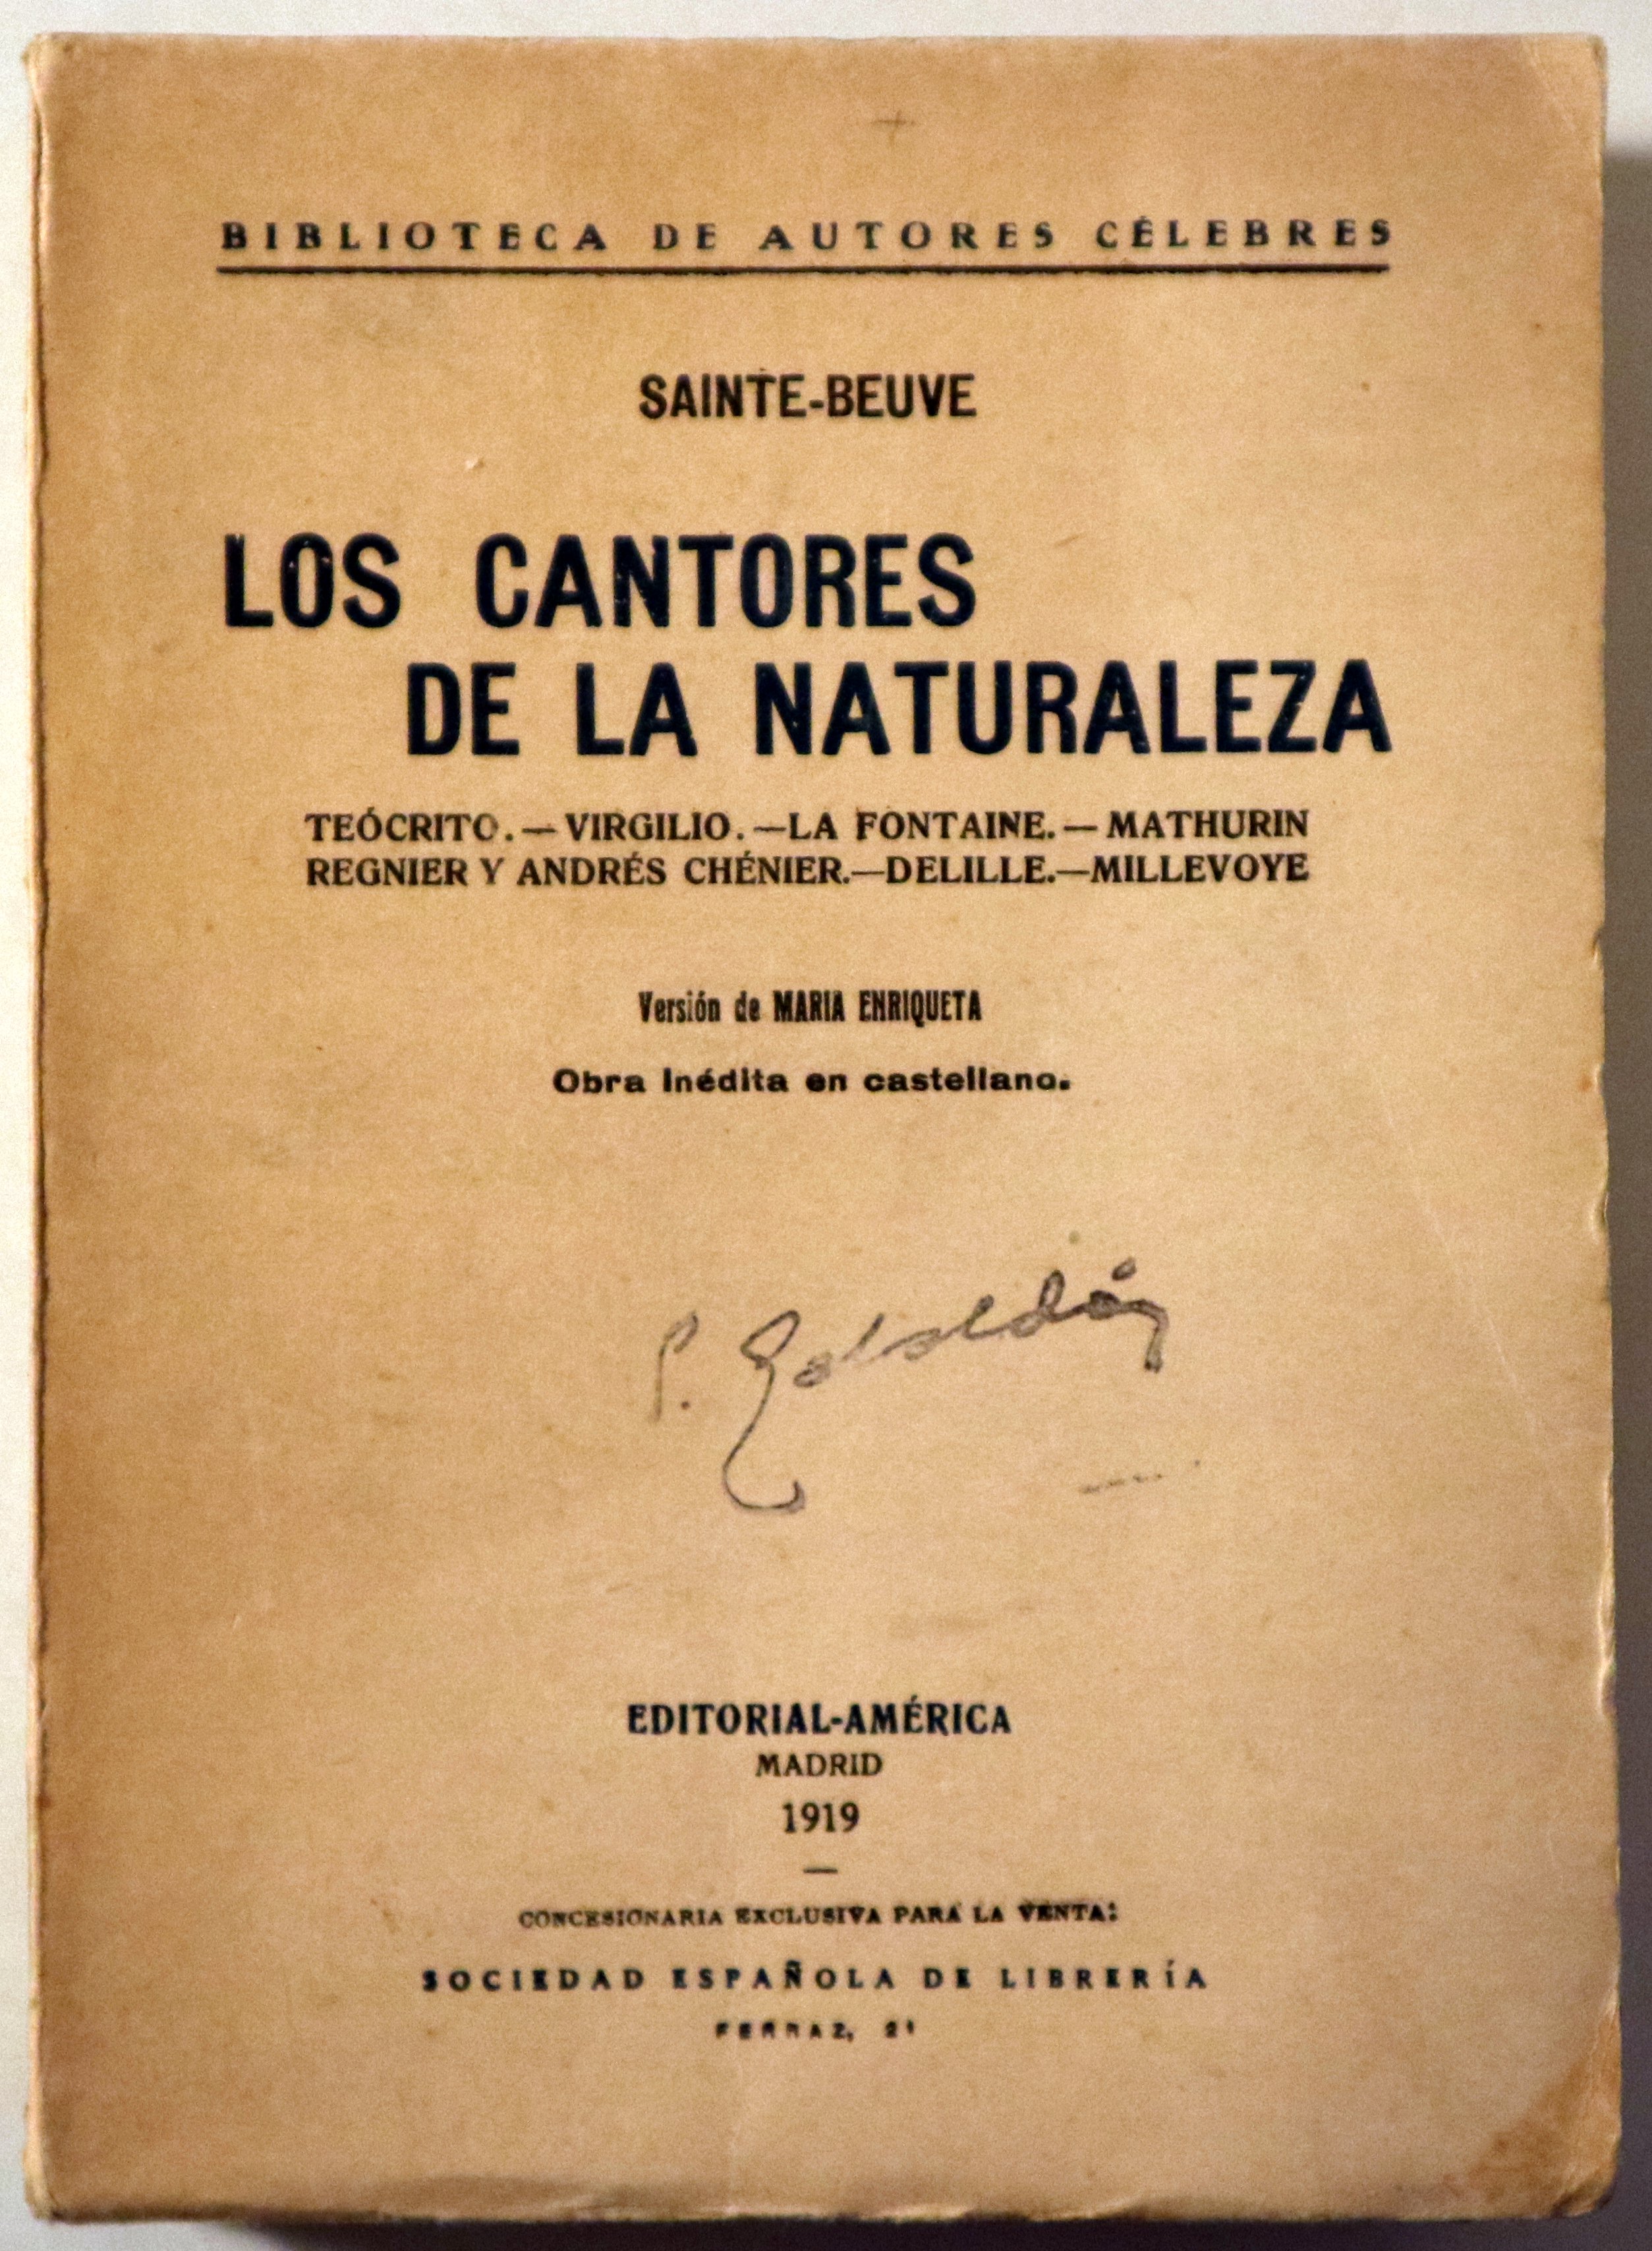 BIBLIOTECA DE AUTORES CÉLEBRES
SAINTE-BEUVE
LOS CANTORES
DE LA NATURALEZA
TEÓCRITO.—VIRGILIO.—LA FONTAINE.—MATHURIN
REGNIER Y ANDRÉS CHÉNIER.—DELILLE.—MILLEVOYE
Versión de MARIA ENRIQUETA
Obra inédita en castellano.
EDITORIAL-AMÉRICA
MADRID
1919
CONCESIONARIA EXCLUSIVA PARA LA VENTA:
SOCIEDAD ESPAÑOLA DE LIBRERÍA
FERRAZ, 21